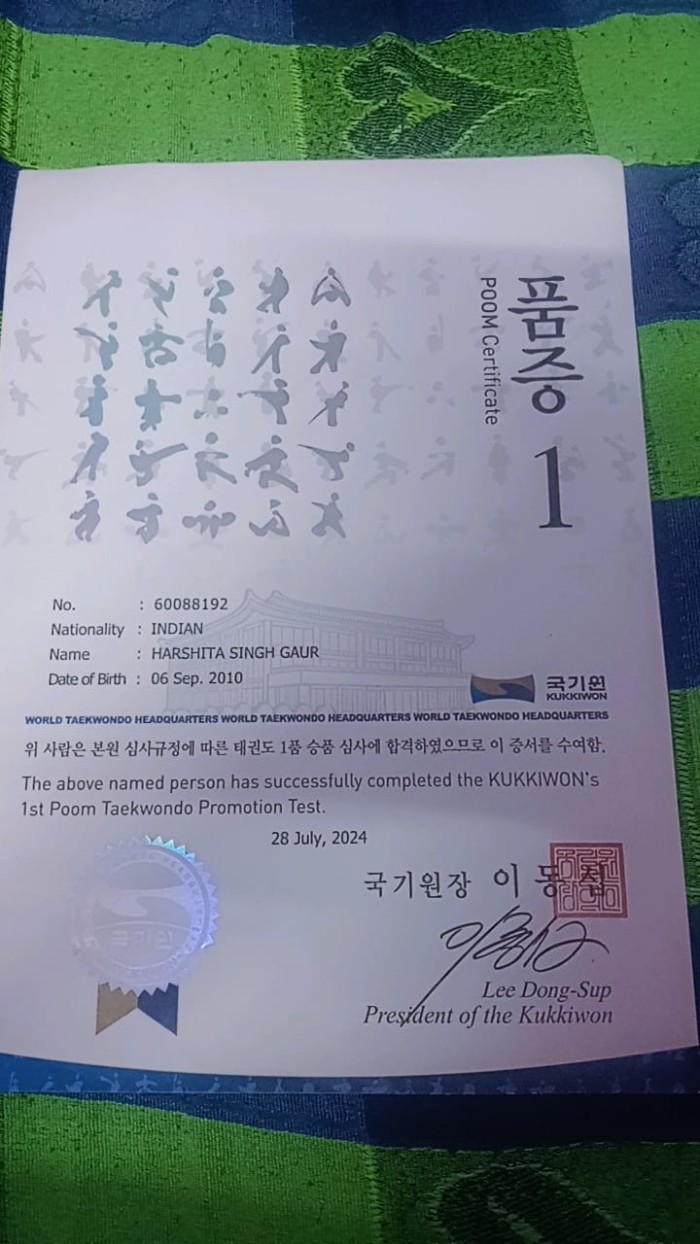 품증
POOM Certificate
1
No. : 60088192
Nationality : INDIAN
Name : HARSHITA SINGH GAUR
Date of Birth : 06 Sep. 2010
국기원
KUKKIWON
WORLD TAEKWONDO HEADQUARTERS WORLD TAEKWONDO HEADQUARTERS WORLD TAEKWONDO HEADQUARTERS
위 사람은 본원 심사규정에 따른 태권도 1품 승품 심사에 합격하였으므로 이 증서를 수여함.
The above named person has successfully completed the KUKKIWON's
1st Poom Taekwondo Promotion Test.
28 July, 2024
국기원장 이 동 섭
Lee Dong-Sup
President of the Kukkiwon
국기원